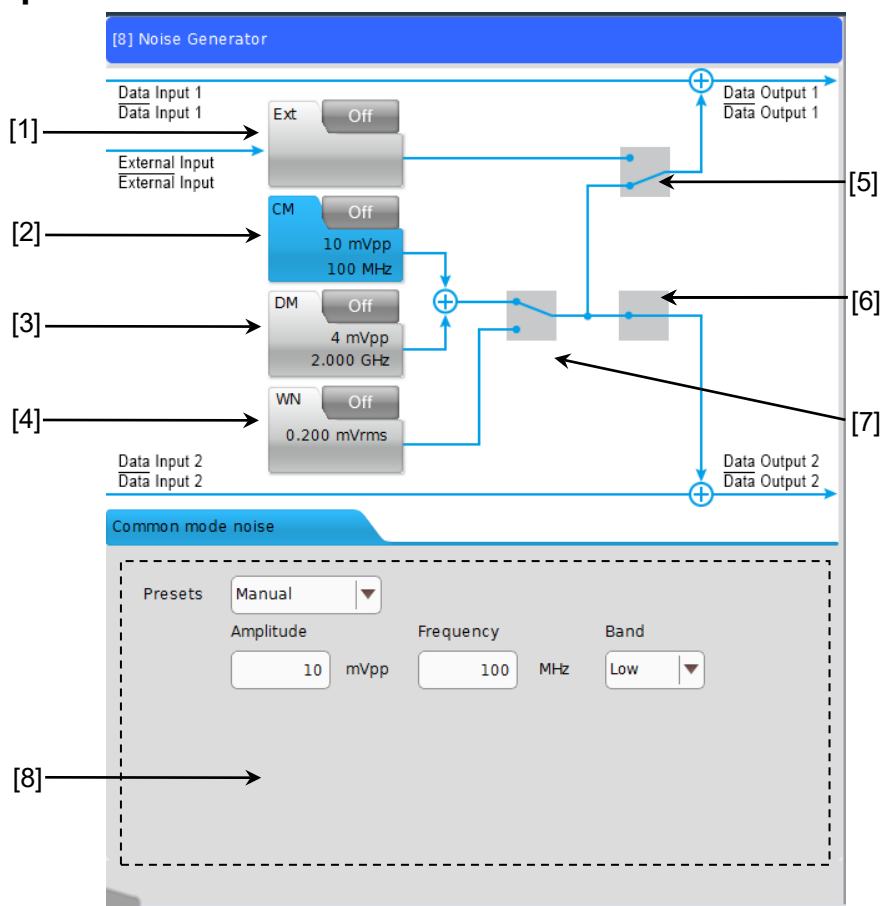 [8] Noise Generator
Data Input 1
Data Input 1
Data Output 1
Data Output 1
[1]
Ext
Off
External Input
External Input
[5]
[2]
CM
Off
10 mVpp
100 MHz
[3]
DM
Off
4 mVpp
2.000 GHz
[6]
[4]
WN
Off
0.200 mVrms
[7]
Data Input 2
Data Input 2
Data Output 2
Data Output 2
Common mode noise
Presets
Manual
Amplitude
Frequency
Band
10 mVpp
100 MHz
Low
[8]